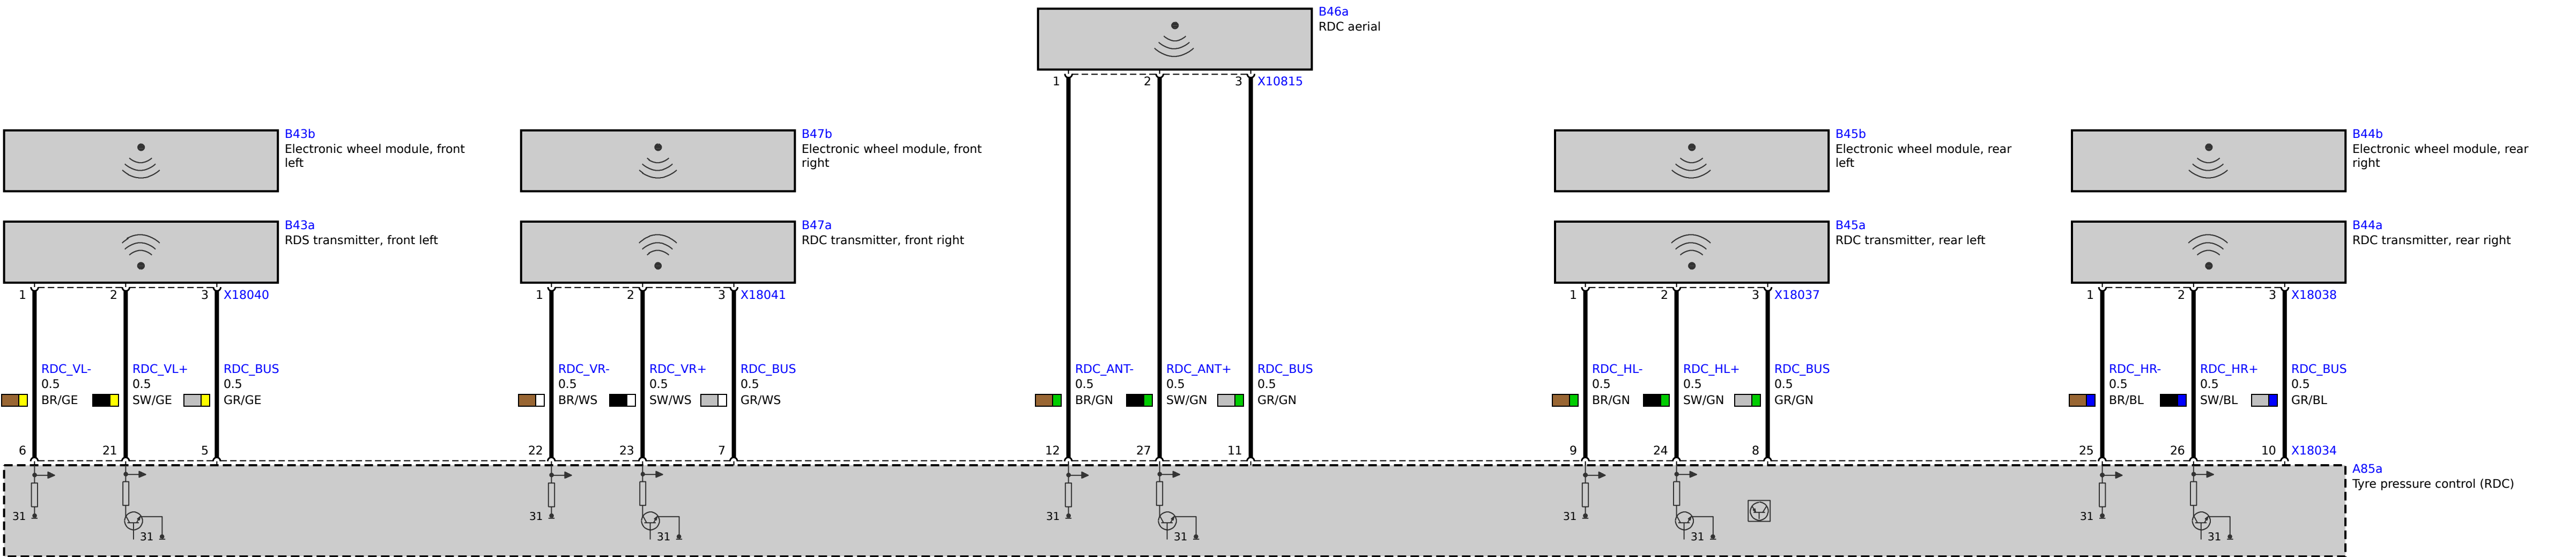 B46a
RDC aerial
1 2 3 X10815
B43b
Electronic wheel module, front
left
B47b
Electronic wheel module, front
right
B45b
Electronic wheel module, rear
left
B44b
Electronic wheel module, rear
right
B43a
RDS transmitter, front left
B47a
RDC transmitter, front right
B45a
RDC transmitter, rear left
B44a
RDC transmitter, rear right
1 2 3 X18040
1 2 3 X18041
1 2 3 X18037
1 2 3 X18038
RDC_VL- RDC_VL+ RDC_BUS
0.5 0.5 0.5
BR/GE SW/GE GR/GE
RDC_VR- RDC_VR+ RDC_BUS
0.5 0.5 0.5
BR/WS SW/WS GR/WS
RDC_ANT- RDC_ANT+ RDC_BUS
0.5 0.5 0.5
BR/GN SW/GN GR/GN
RDC_HL- RDC_HL+ RDC_BUS
0.5 0.5 0.5
BR/GN SW/GN GR/GN
RDC_HR- RDC_HR+ RDC_BUS
0.5 0.5 0.5
BR/BL SW/BL GR/BL
6 21 5 22 23 7 12 27 11 9 24 8 25 26 10 X18034
A85a
Tyre pressure control (RDC)
31 31 31 31 31
31 31 31 31 31